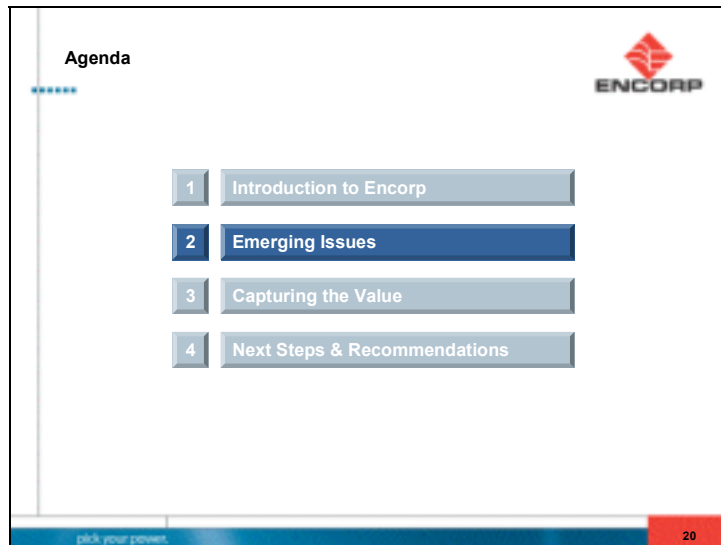 Agenda
ENCORP
1 Introduction to Encorp
2 Emerging Issues
3 Capturing the Value
4 Next Steps & Recommendations
pick your power.
20